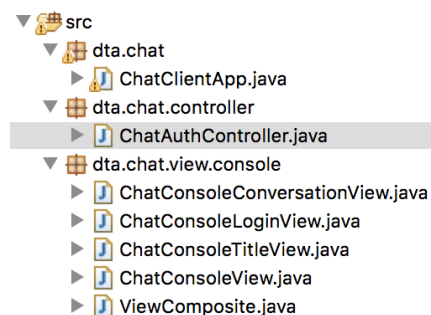 src
dta.chat
ChatClientApp.java
dta.chat.controller
ChatAuthController.java
dta.chat.view.console
ChatConsoleConversationView.java
ChatConsoleLoginView.java
ChatConsoleTitleView.java
ChatConsoleView.java
ViewComposite.java